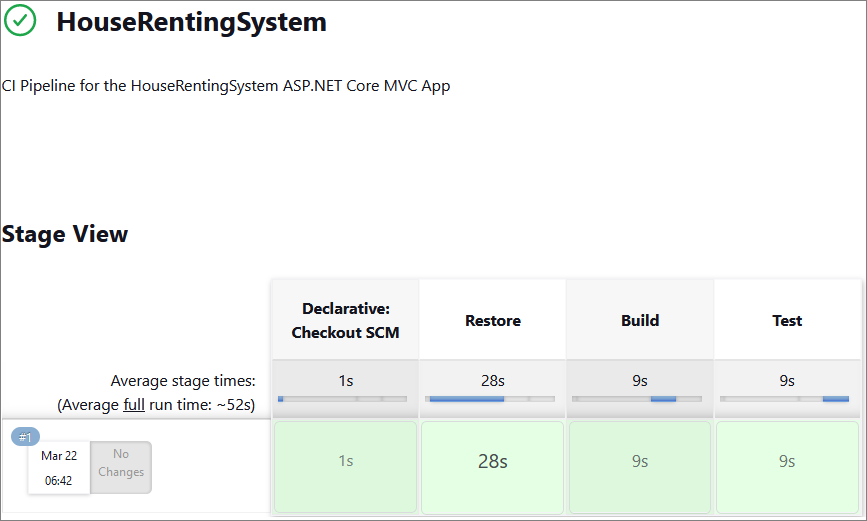 HouseRentingSystem
CI Pipeline for the HouseRentingSystem ASP.NET Core MVC App
Stage View
Declarative:
Checkout SCM
Restore
Build
Test
Average stage times:
(Average full run time: ~52s)
1s
28s
9s
9s
#1
Mar 22
06:42
No
Changes
1s
28s
9s
9s